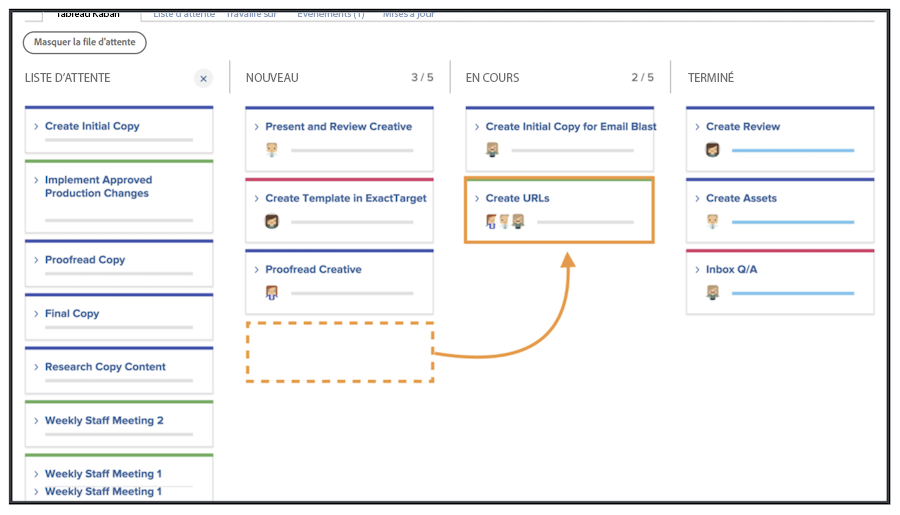 Tableau Kaban Liste d'attente Travaillé sur Événements (1) Mises à jour
Masquer la file d'attente
LISTE D'ATTENTE
Create Initial Copy
Implement Approved
Production Changes
Proofread Copy
Final Copy
Research Copy Content
Weekly Staff Meeting 2
Weekly Staff Meeting 1
Weekly Staff Meeting 1
NOUVEAU 3 / 5
Present and Review Creative
Create Template in ExactTarget
Proofread Creative
EN COURS 2 / 5
Create Initial Copy for Email Blast
Create URLs
TERMINÉ
Create Review
Create Assets
Inbox Q/A